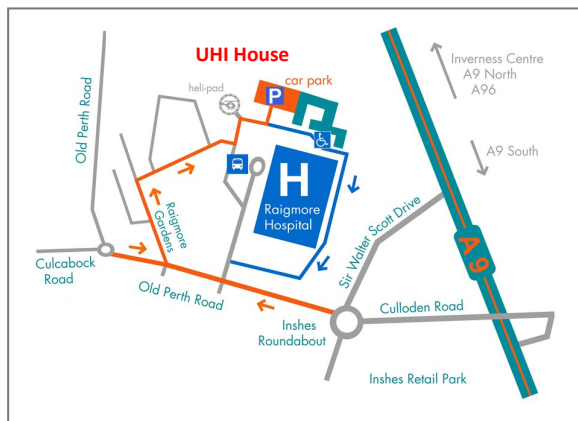 UHI House
car park
heli-pad
P
Inverness Centre
A9 North
A96
A9 South
Old Perth Road
H
Raigmore
Hospital
Raigmore
Gardens
Sir Walter Scott Drive
A9
Culcabock
Road
Old Perth Road
Inshes
Roundabout
Culloden Road
Inshes Retail Park